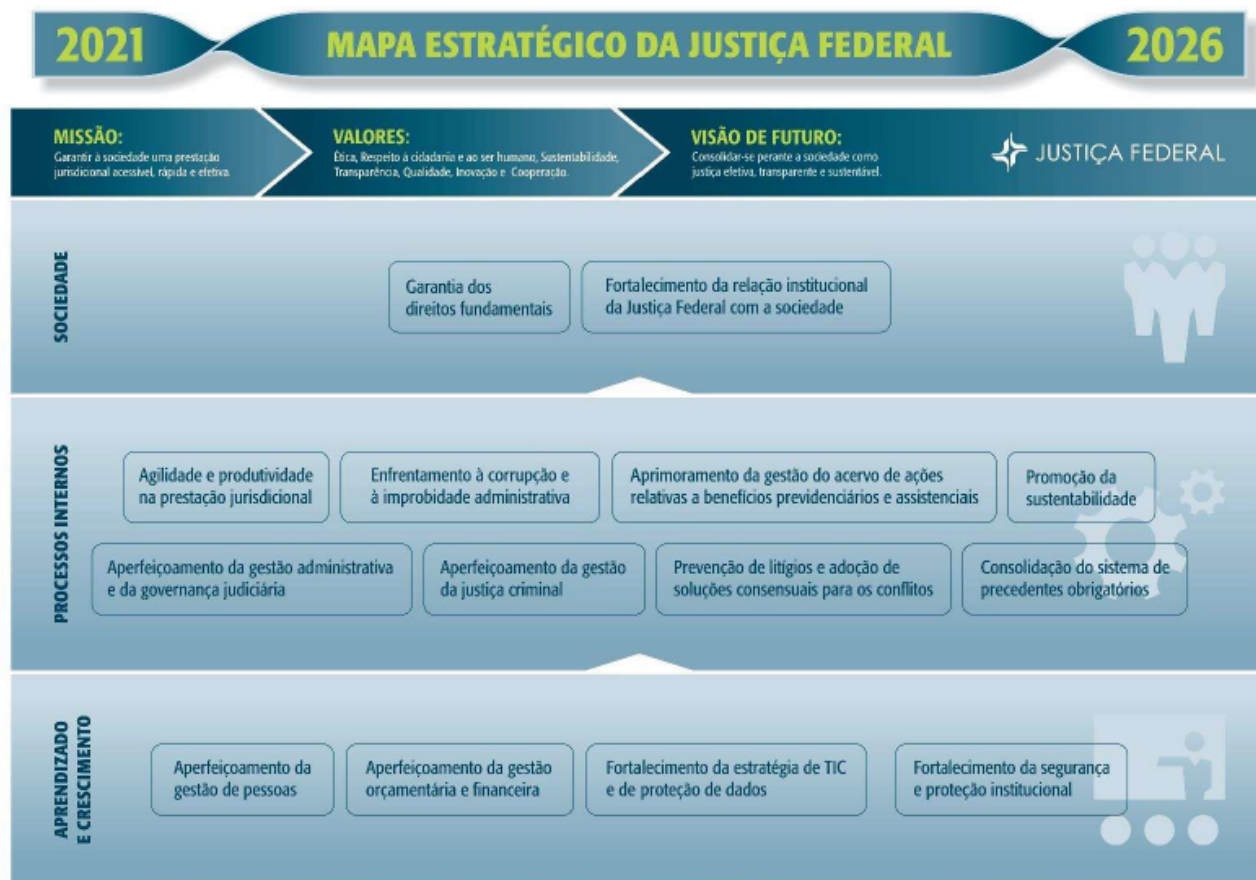 2021
MAPA ESTRATÉGICO DA JUSTIÇA FEDERAL
2026
MISSÃO:
Garantir à sociedade uma prestação
jurisdicional acessível, rápida e efetiva.
VALORES:
Ética, Respeito à cidadania e ao ser humano, Sustentabilidade,
Transparência, Qualidade, Inovação e Cooperação.
VISÃO DE FUTURO:
Consolidar-se perante a sociedade como
justiça efetiva, transparente e sustentável.
JUSTIÇA FEDERAL
SOCIEDADE
Garantia dos
direitos fundamentais
Fortalecimento da relação institucional
da Justiça Federal com a sociedade
PROCESSOS INTERNOS
Agilidade e produtividade
na prestação jurisdicional
Enfrentamento à corrupção e
à improbidade administrativa
Aprimoramento da gestão do acervo de ações
relativas a benefícios previdenciários e assistenciais
Promoção da
sustentabilidade
Aperfeiçoamento da gestão administrativa
e da governança judiciária
Aperfeiçoamento da gestão
da justiça criminal
Prevenção de litígios e adoção de
soluções consensuais para os conflitos
Consolidação do sistema de
precedentes obrigatórios
APRENDIZADO
E CRESCIMENTO
Aperfeiçoamento da
gestão de pessoas
Aperfeiçoamento da gestão
orçamentária e financeira
Fortalecimento da estratégia de TIC
e de proteção de dados
Fortalecimento da segurança
e proteção institucional